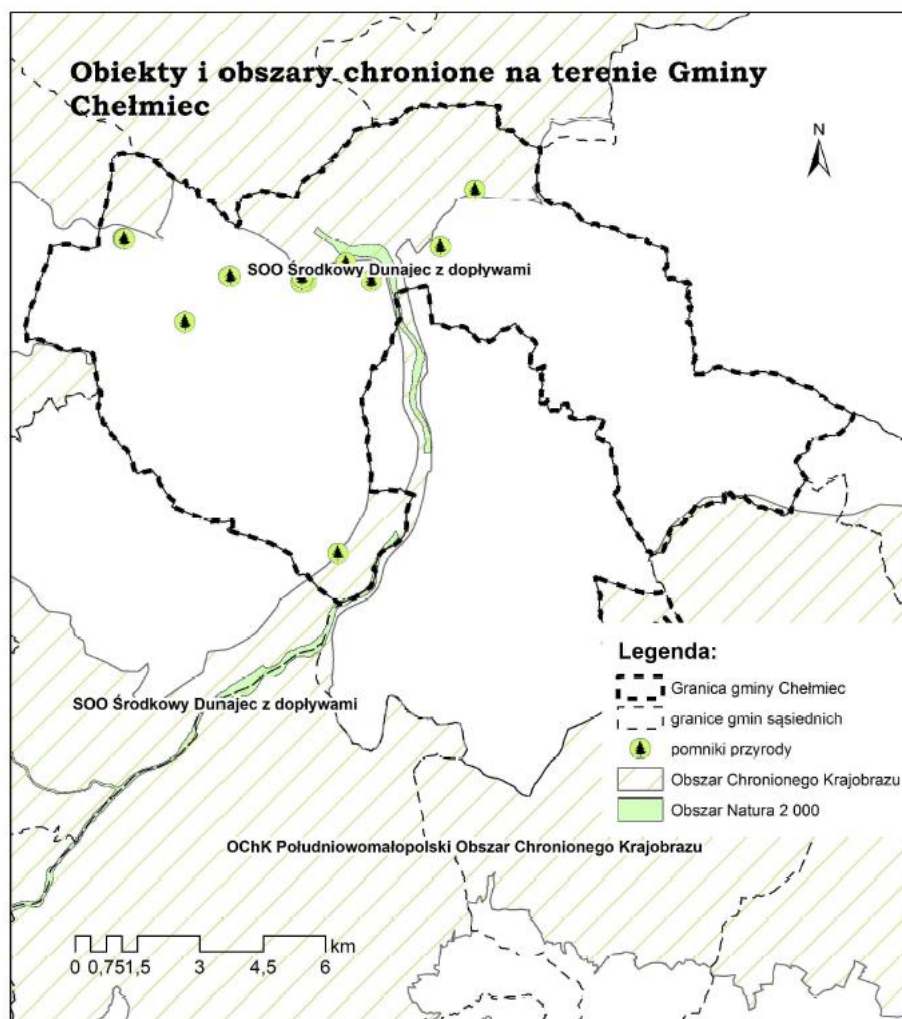 Obiekty i obszary chronione na terenie Gminy
Chełmiec
N
SOO Środkowy Dunajec z dopływami
Legenda:
Granica gminy Chełmiec
granice gmin sąsiednich
pomniki przyrody
Obszar Chronionego Krajobrazu
Obszar Natura 2 000
SOO Środkowy Dunajec z dopływami
OChK Południowomałopolski Obszar Chronionego Krajobrazu
km
0 0,751,5 3 4,5 6